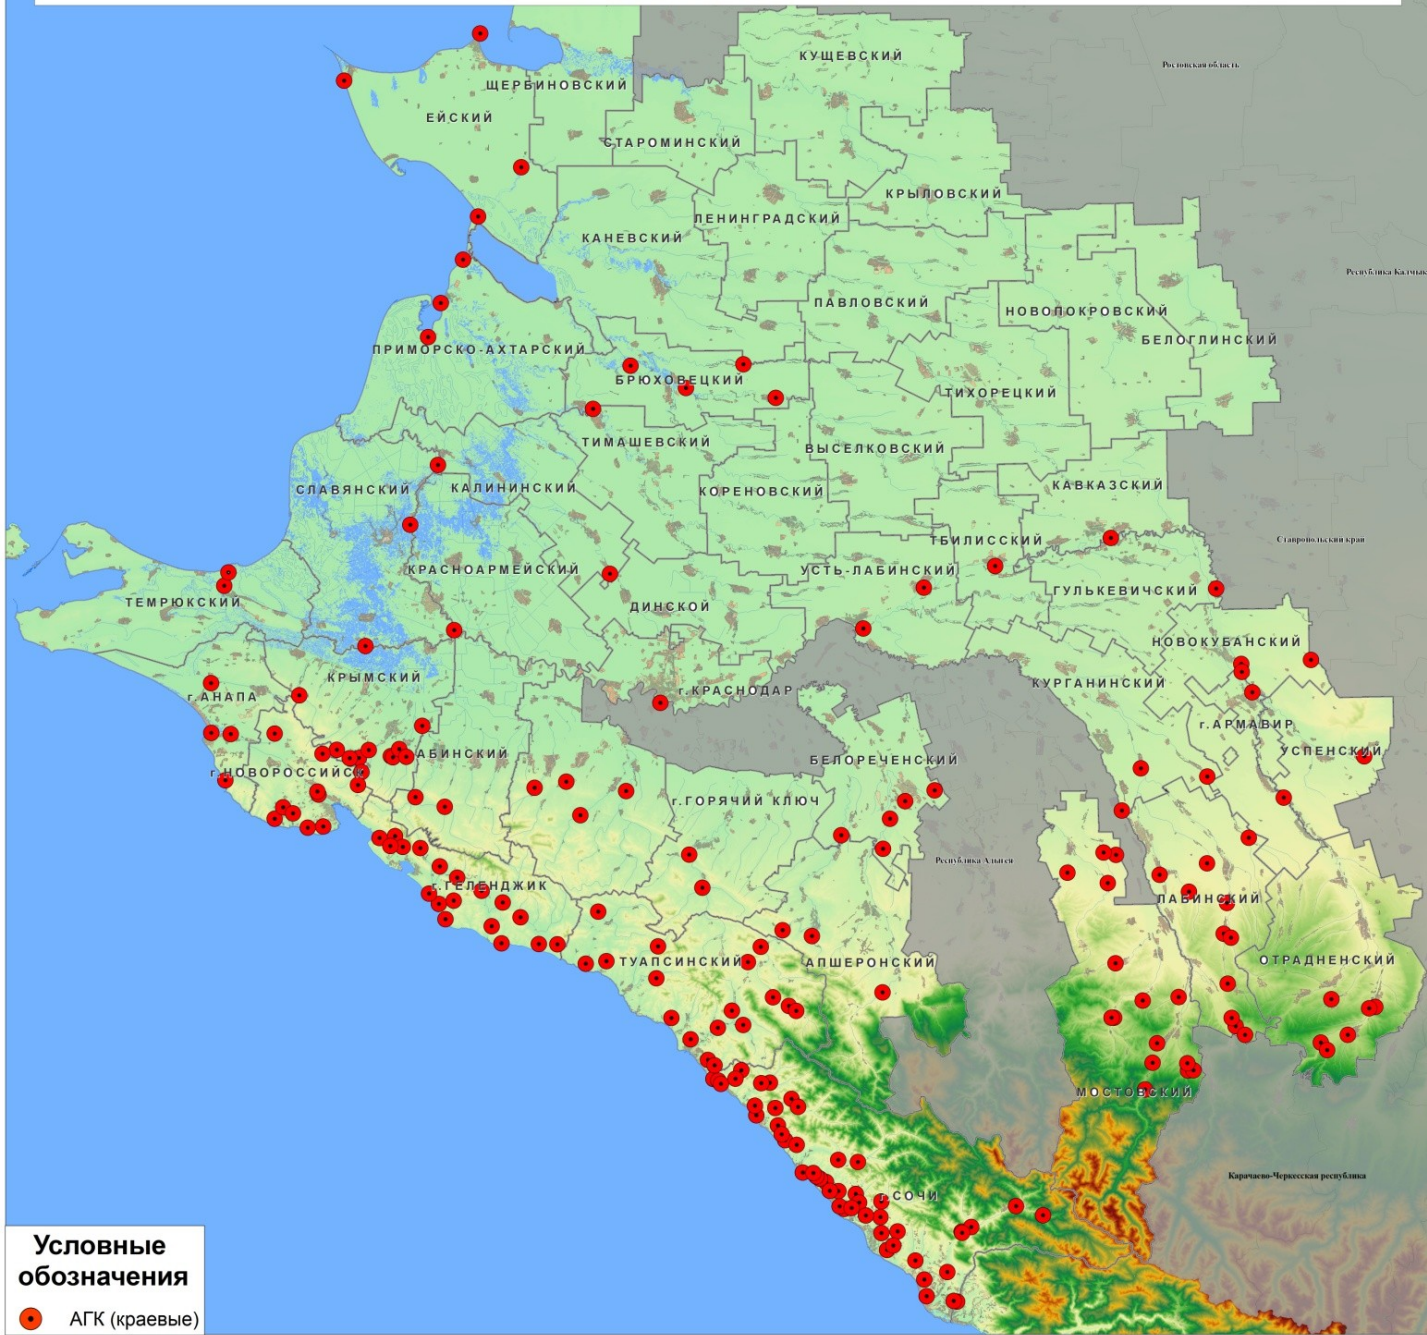 КУЩЕВСКИЙ
Ростовская область
ЩЕРБИНОВСКИЙ
ЕЙСКИЙ
СТАРОМИНСКИЙ
КРЫЛОВСКИЙ
ЛЕНИНГРАДСКИЙ
КАНЕВСКИЙ
Республика Калмык
ПАВЛОВСКИЙ
НОВОПОКРОВСКИЙ
БЕЛОГЛИНСКИЙ
ПРИМОРСКО-АХТАРСКИЙ
БРЮХОВЕЦКИЙ
ТИХОРЕЦКИЙ
ТИМАШЕВСКИЙ
ВЫСЕЛКОВСКИЙ
СЛАВЯНСКИЙ
КАЛИНИНСКИЙ
КОРЕНОВСКИЙ
КАВКАЗСКИЙ
ТБИЛИССКИЙ
Ставропольский край
КРАСНОАРМЕЙСКИЙ
УСТЬ-ЛАБИНСКИЙ
ГУЛЬКЕВИЧСКИЙ
ТЕМРЮКСКИЙ
ДИНСКОЙ
НОВОКУБАНСКИЙ
КРЫМСКИЙ
г.КРАСНОДАР
КУРГАНИНСКИЙ
г.АНАПА
г.АРМАВИР
АБИНСКИЙ
УСПЕНСКИЙ
БЕЛОРЕЧЕНСКИЙ
г.НОВОРОССИЙСК
г.ГОРЯЧИЙ КЛЮЧ
Республика Адыгея
г.ГЕЛЕНДЖИК
ЛАБИНСКИЙ
ТУАПСИНСКИЙ
АПШЕРОНСКИЙ
ОТРАДНЕНСКИЙ
МОСТОВСКИЙ
Карачаево-Черкесская республика
г.СОЧИ
Условные
обозначения
АГК (краевые)